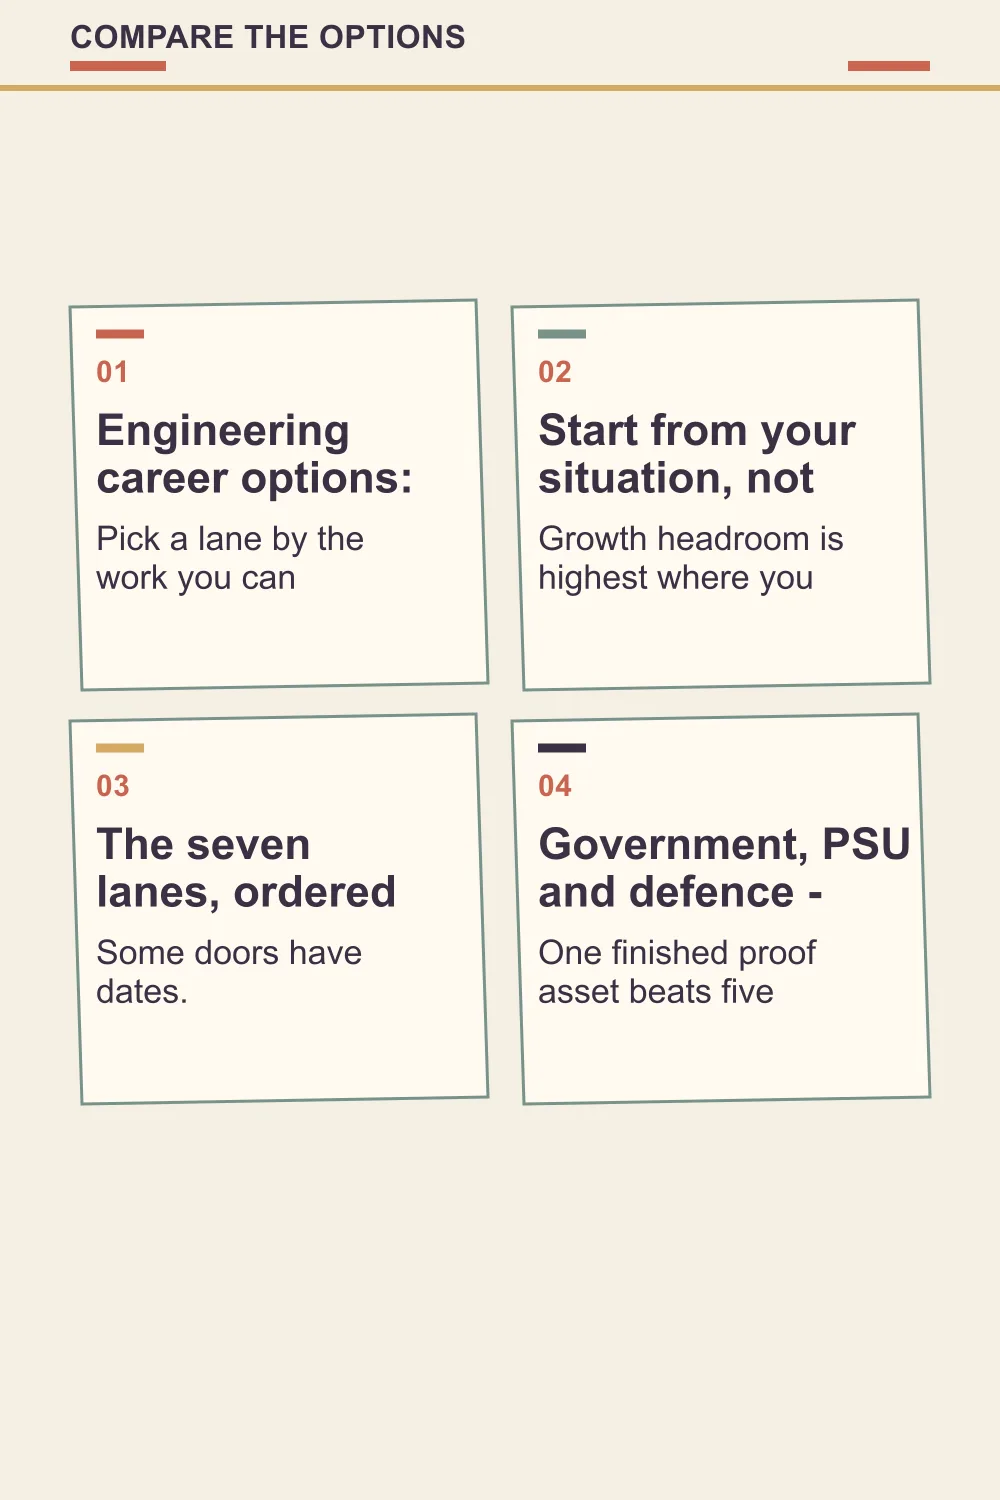 COMPARE THE OPTIONS
01
Engineering
career options:
Pick a lane by the
work you can
02
Start from your
situation, not
Growth headroom is
highest where you
03
The seven
lanes, ordered
Some doors have
dates.
04
Government, PSU
and defence -
One finished proof
asset beats five